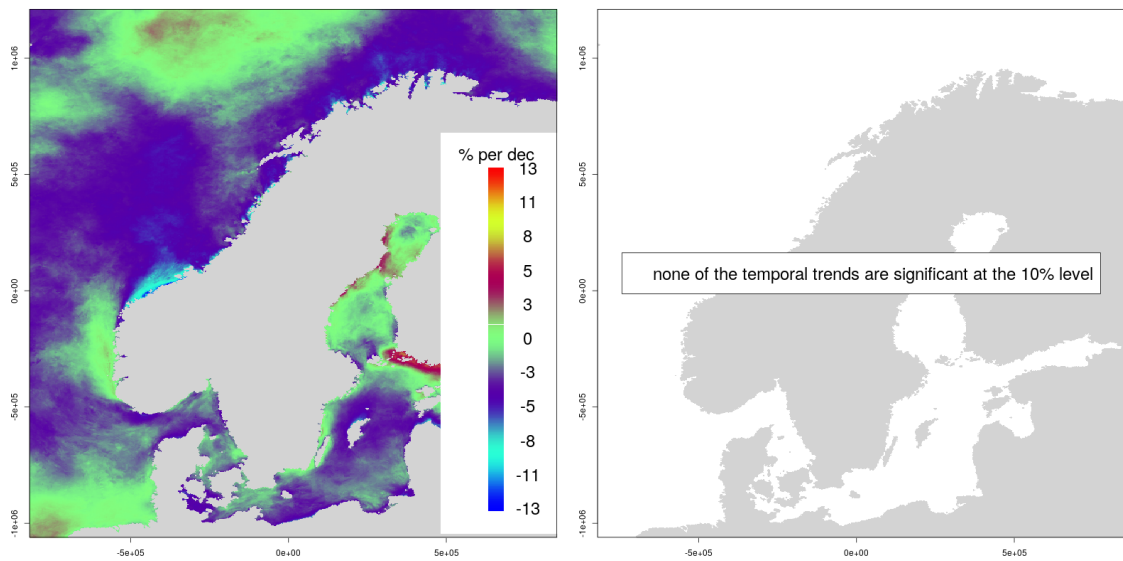 1e+06
5e+05
0e+00
-5e+05
-1e+06
-5e+05
0e+00
5e+05
% per dec
13
8
5
3
0
-3
-5
-8
-11
-13
1e+06
5e+05
0e+00
-5e+05
-1e+06
-5e+05
0e+00
5e+05
none of the temporal trends are significant at the 10% level